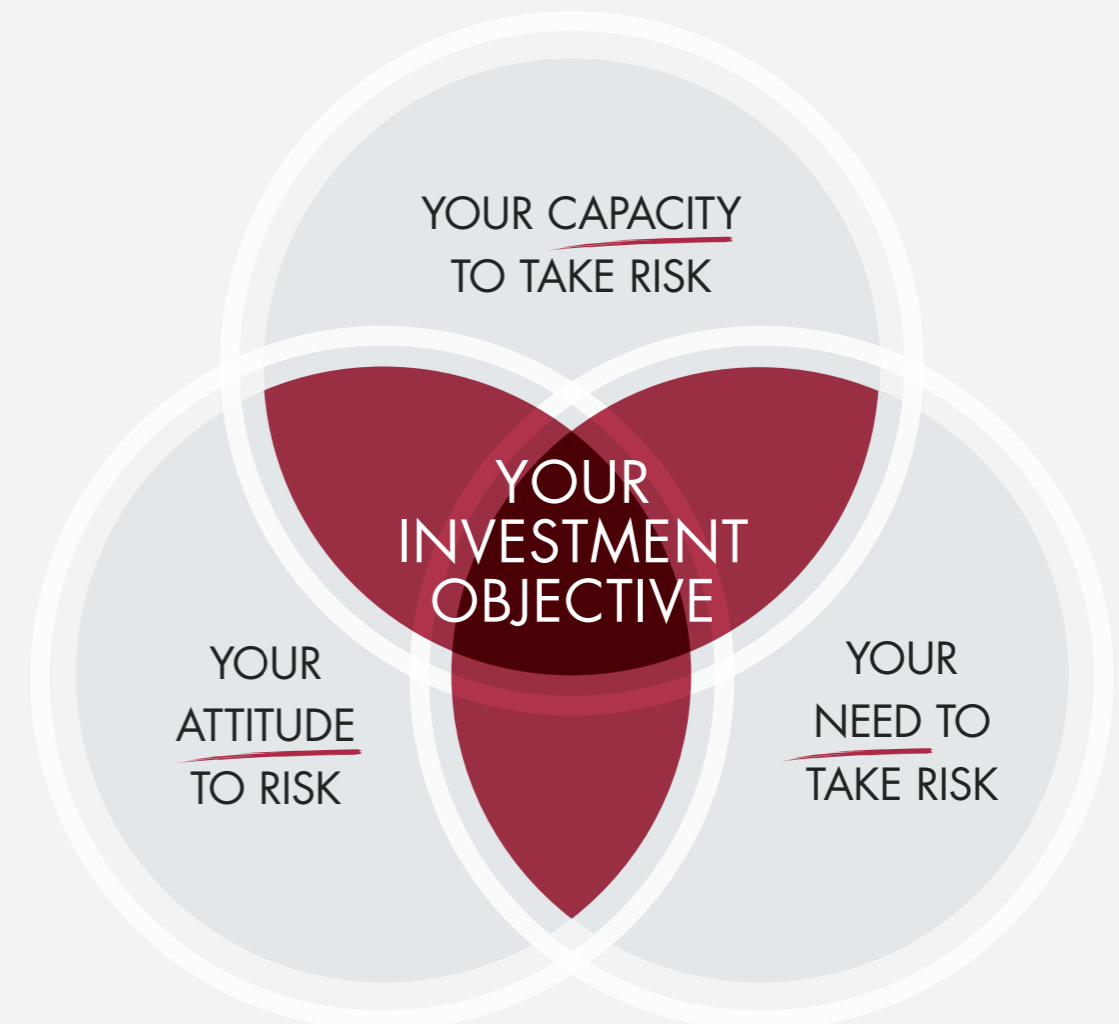 YOUR CAPACITY
TO TAKE RISK
YOUR
INVESTMENT
OBJECTIVE
YOUR
ATTITUDE
TO RISK
YOUR
NEED TO
TAKE RISK